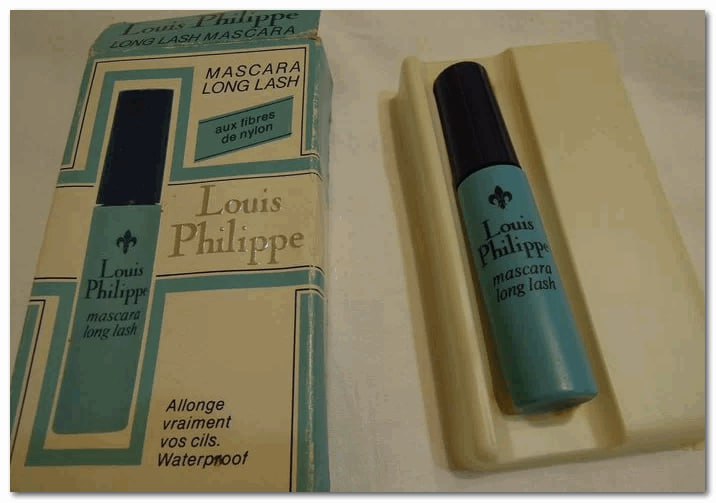 Louis Philippe
LONG LASH MASCARA
MASCARA
LONG LASH
aux fibres
de nylon
Louis
Philippe
Louis
Philippe
mascara
long lash
Allonge
vraiment
vos cils.
Waterproof
Louis
Philippe
mascara
long lash